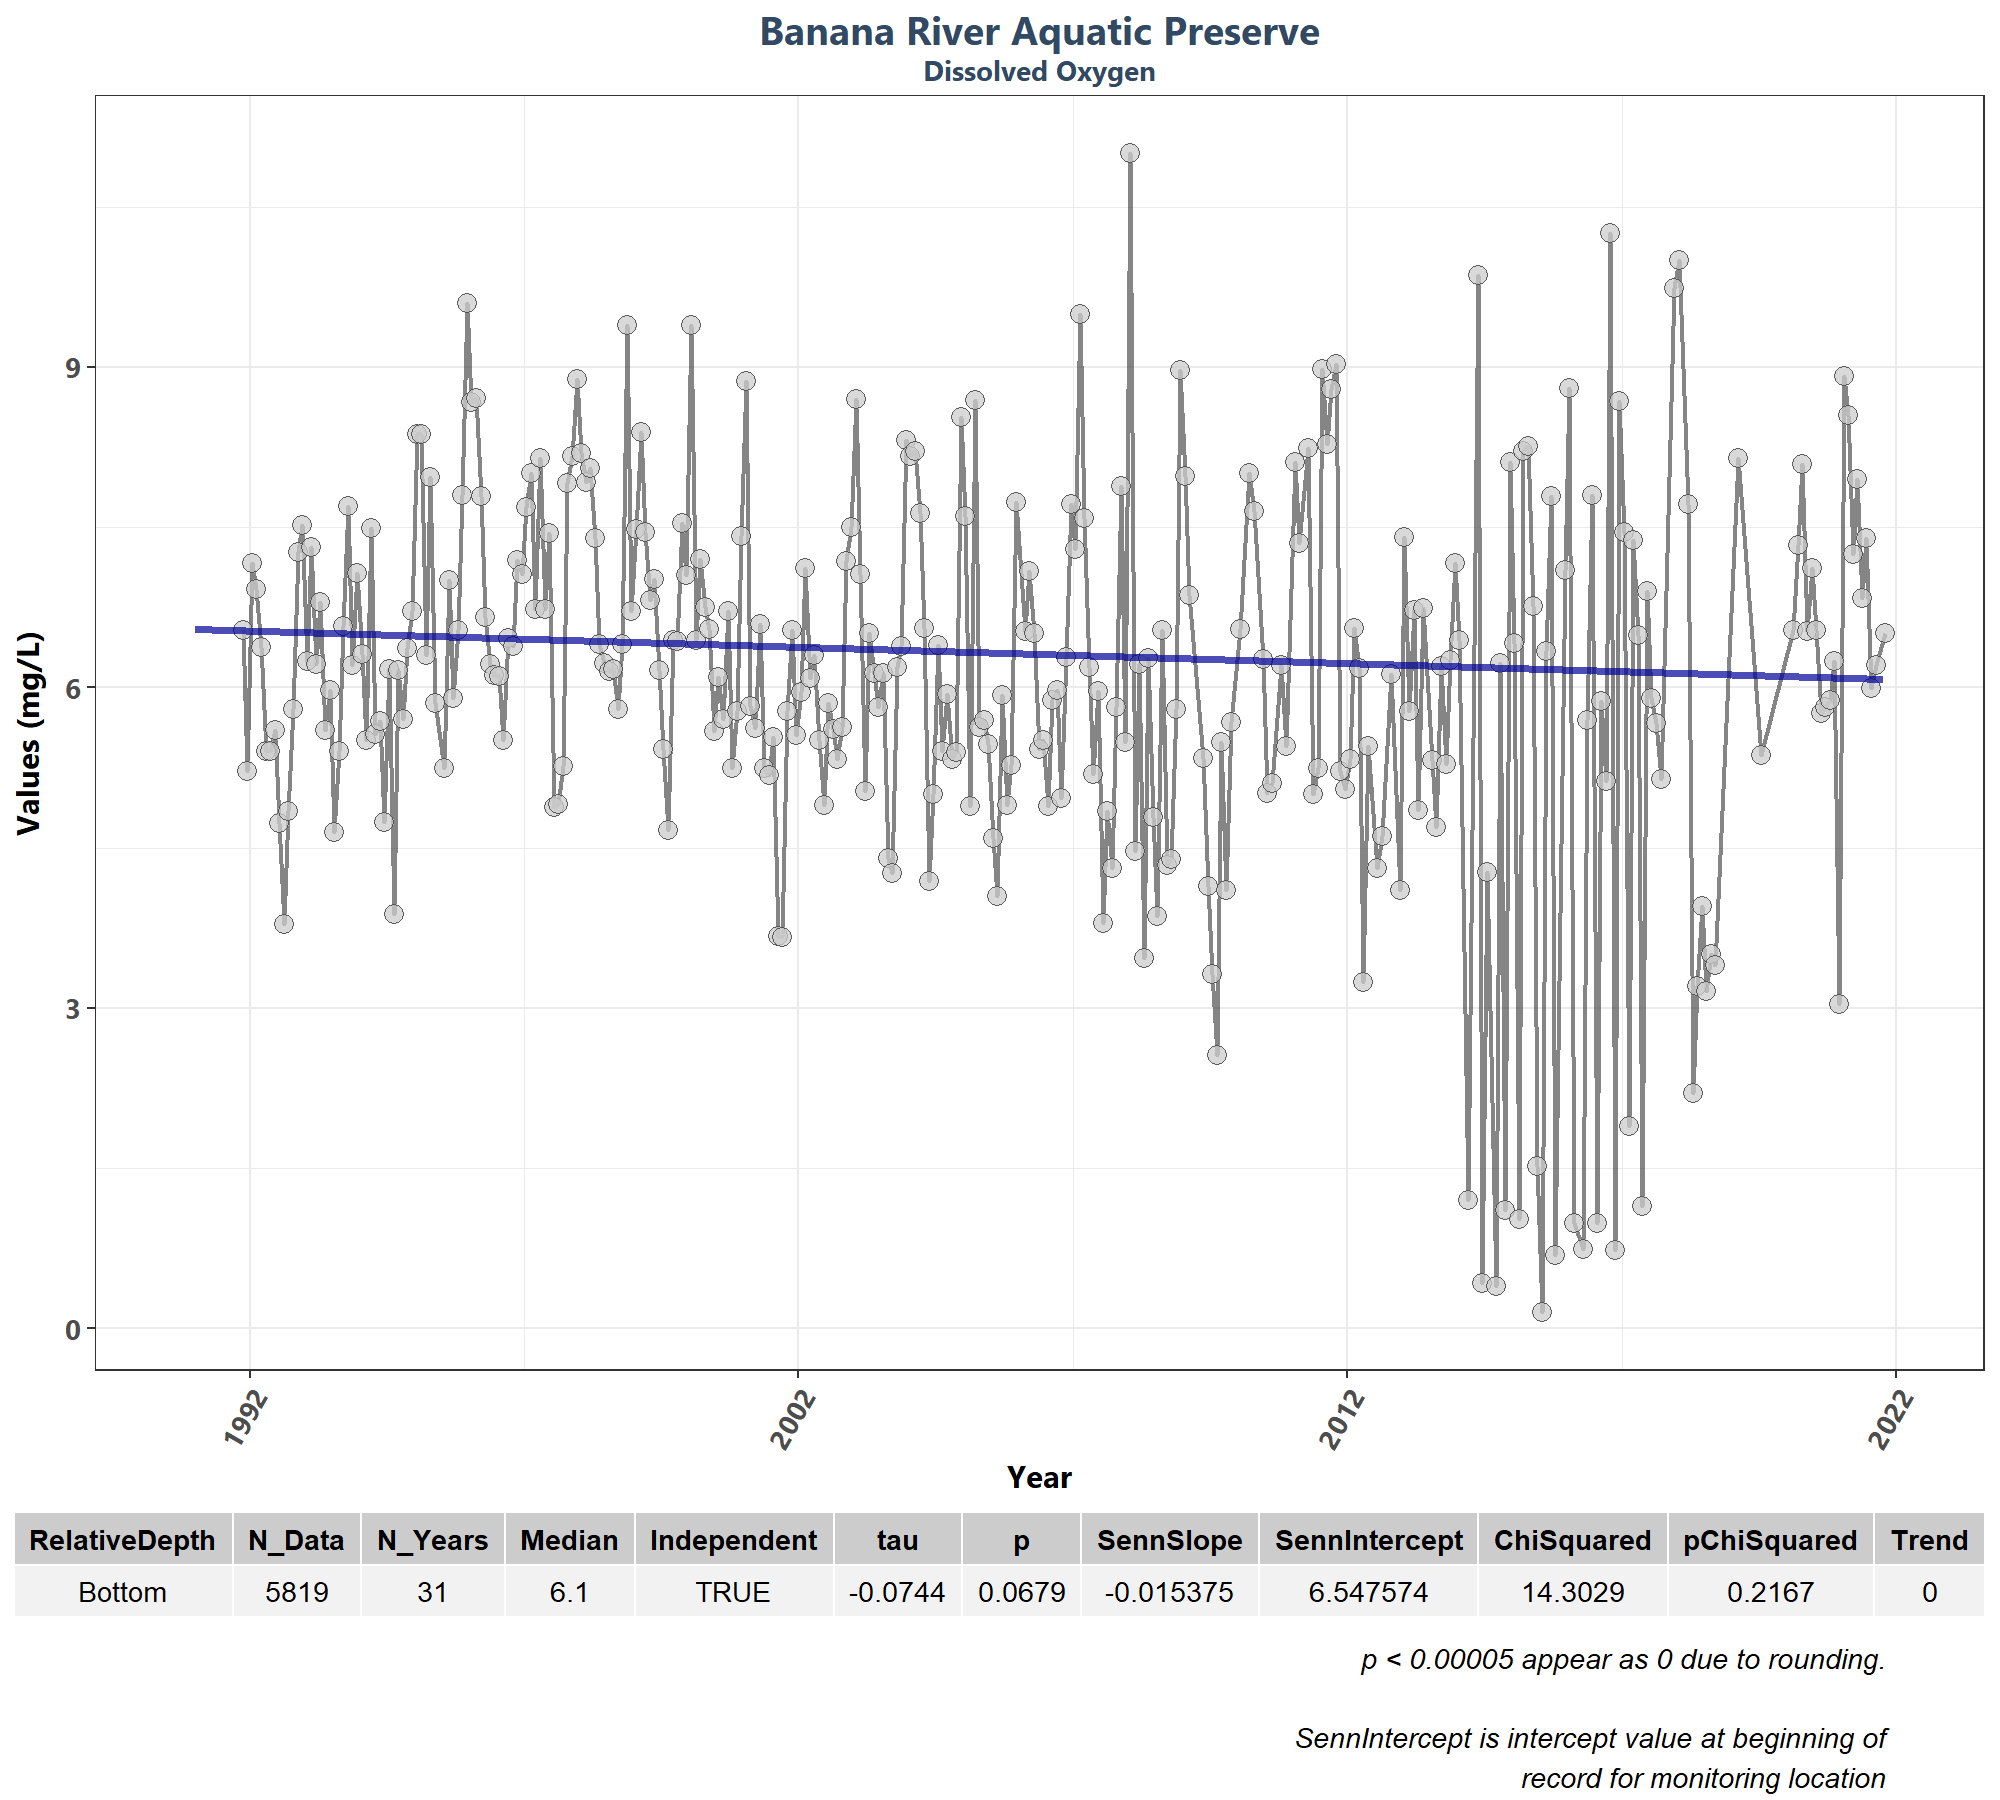 Banana River Aquatic Preserve
Dissolved Oxygen
Values (mg/L)
9
6
3
0
1992 2002 2012 2022
Year
RelativeDepth N_Data N_Years Median Independent tau p SennSlope SennIntercept ChiSquared pChiSquared Trend
Bottom 5819 31 6.1 TRUE -0.0744 0.0679 -0.015375 6.547574 14.3029 0.2167 0
p < 0.00005 appear as 0 due to rounding.
SennIntercept is intercept value at beginning of
record for monitoring location